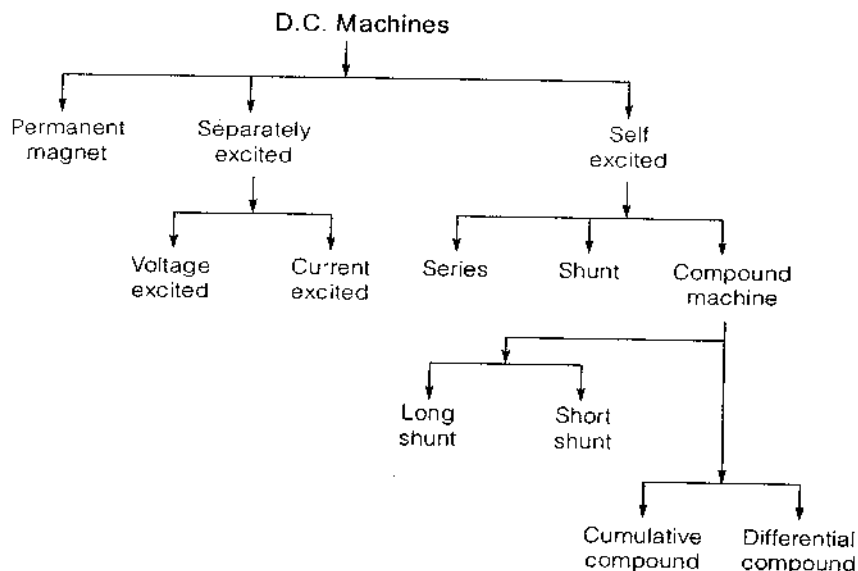 D.C. Machines
Permanent
magnet
Separately
excited
Self
excited
Voltage
excited
Current
excited
Series
Shunt
Compound
machine
Long
shunt
Short
shunt
Cumulative
compound
Differential
compound